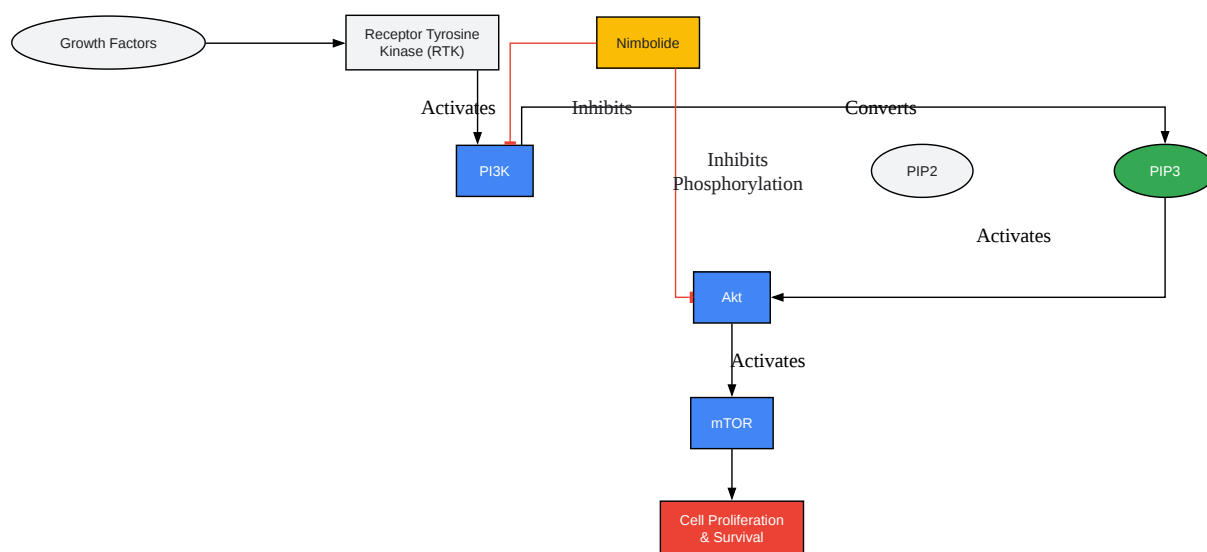 Growth Factors
Receptor Tyrosine
Kinase (RTK)
Nimbolide
Activates
Inhibits
Converts
PI3K
Inhibits
Phosphorylation
PIP2
PIP3
Activates
Akt
Activates
mTOR
Cell Proliferation
& Survival